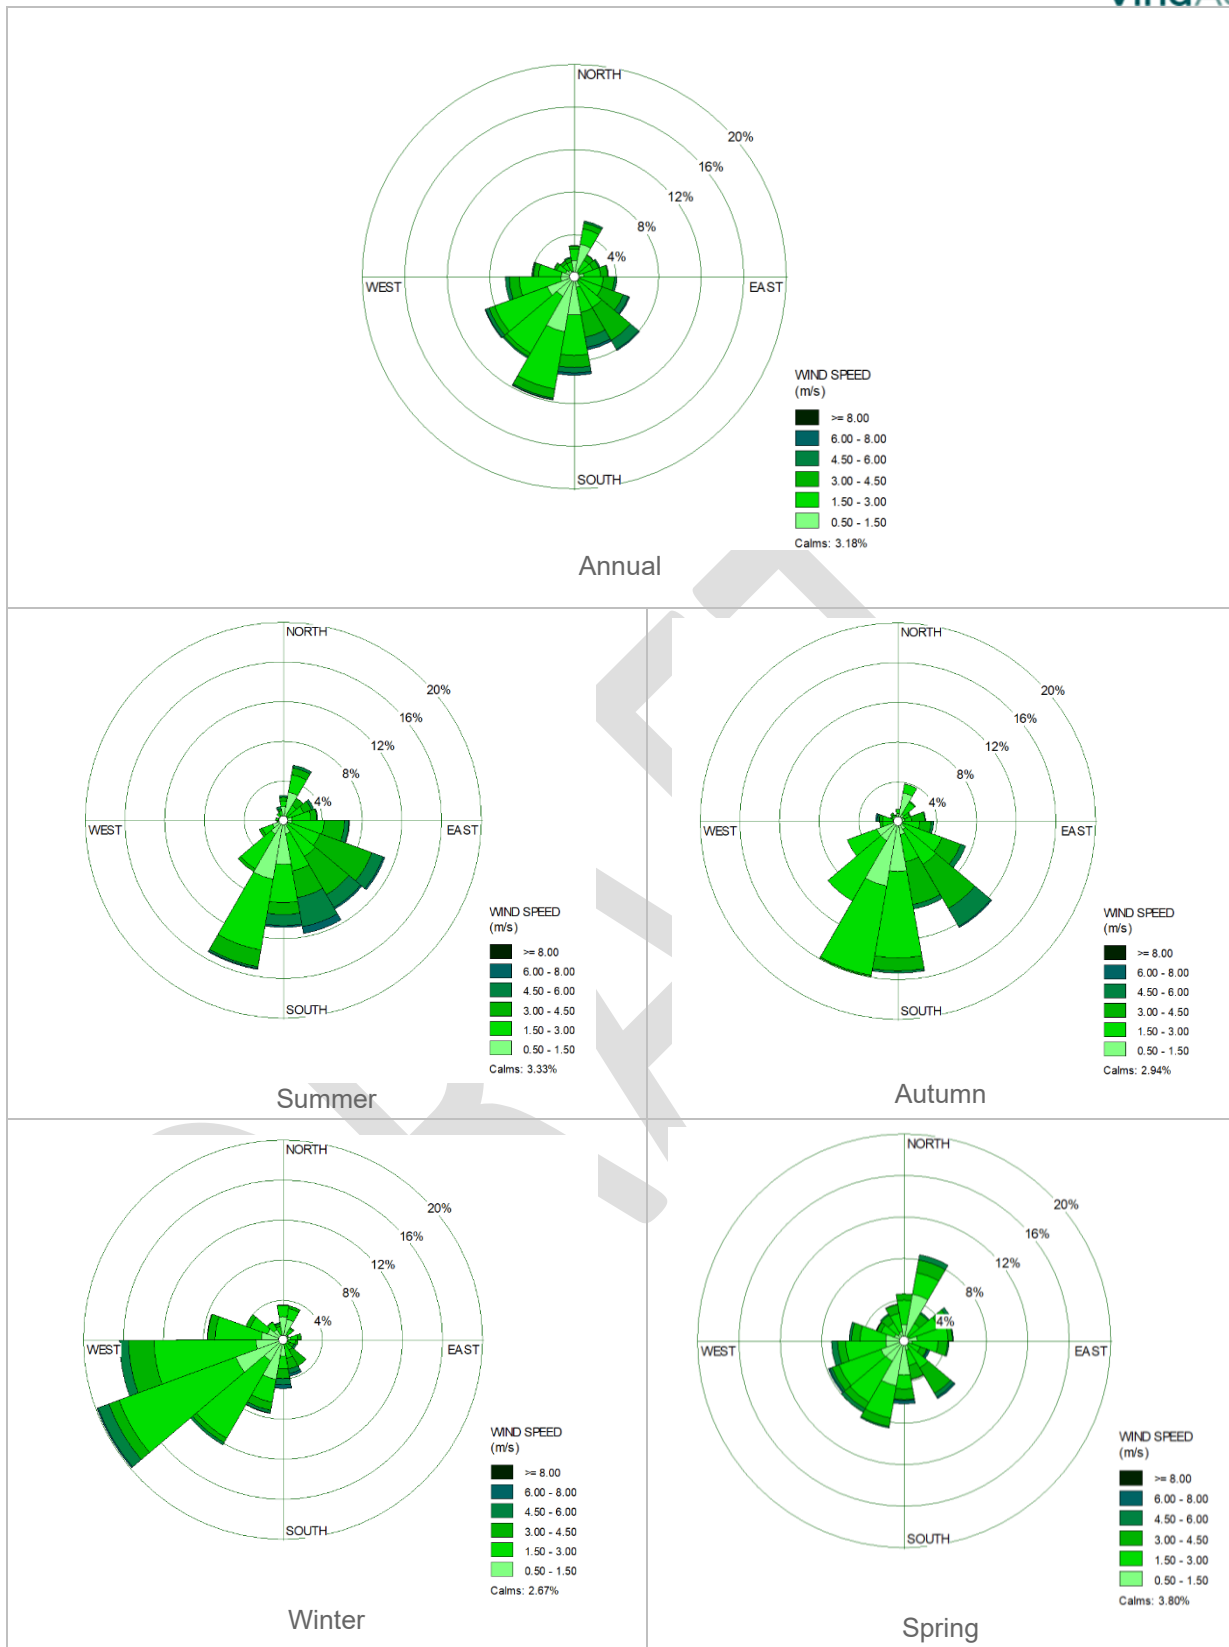 NORTH
20%
16%
12%
8%
4%
WEST
EAST
SOUTH
WIND SPEED
(m/s)
>= 8.00
6.00 - 8.00
4.50 - 6.00
3.00 - 4.50
1.50 - 3.00
0.50 - 1.50
Calms: 3.18%
Annual
NORTH
20%
16%
12%
8%
4%
WEST
EAST
SOUTH
WIND SPEED
(m/s)
>= 8.00
6.00 - 8.00
4.50 - 6.00
3.00 - 4.50
1.50 - 3.00
0.50 - 1.50
Calms: 3.33%
Summer
NORTH
20%
16%
12%
8%
4%
WEST
EAST
SOUTH
WIND SPEED
(m/s)
>= 8.00
6.00 - 8.00
4.50 - 6.00
3.00 - 4.50
1.50 - 3.00
0.50 - 1.50
Calms: 2.94%
Autumn
NORTH
20%
16%
12%
8%
4%
WEST
EAST
SOUTH
WIND SPEED
(m/s)
>= 8.00
6.00 - 8.00
4.50 - 6.00
3.00 - 4.50
1.50 - 3.00
0.50 - 1.50
Calms: 2.67%
Winter
NORTH
20%
16%
12%
8%
4%
WEST
EAST
SOUTH
WIND SPEED
(m/s)
>= 8.00
6.00 - 8.00
4.50 - 6.00
3.00 - 4.50
1.50 - 3.00
0.50 - 1.50
Calms: 3.80%
Spring